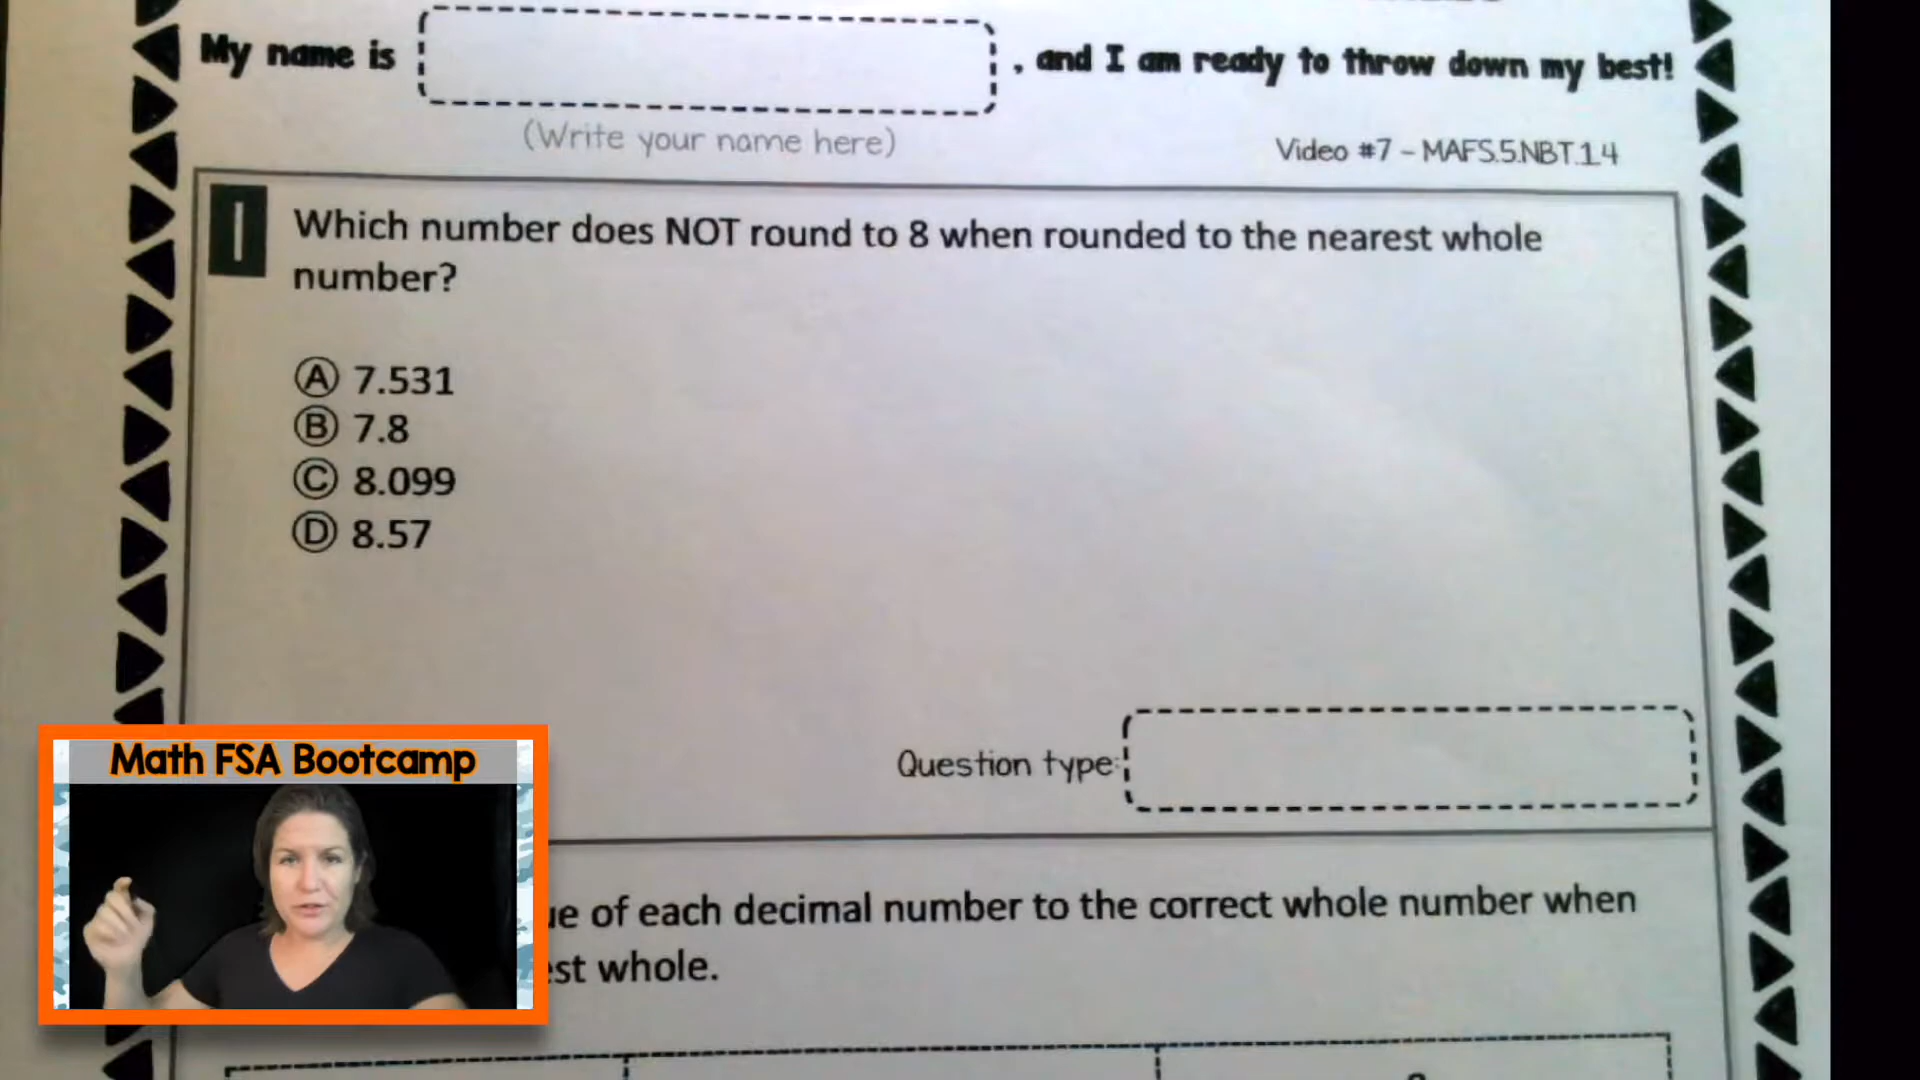 My name is , and I am ready to throw down my best!
(Write your name here)
Video #7 - MAFS.5.NBT.1.4
1 Which number does NOT round to 8 when rounded to the nearest whole
number?
A 7.531
B 7.8
C 8.099
D 8.57
Question type:
Math FSA Bootcamp
of each decimal number to the correct whole number when
whole.